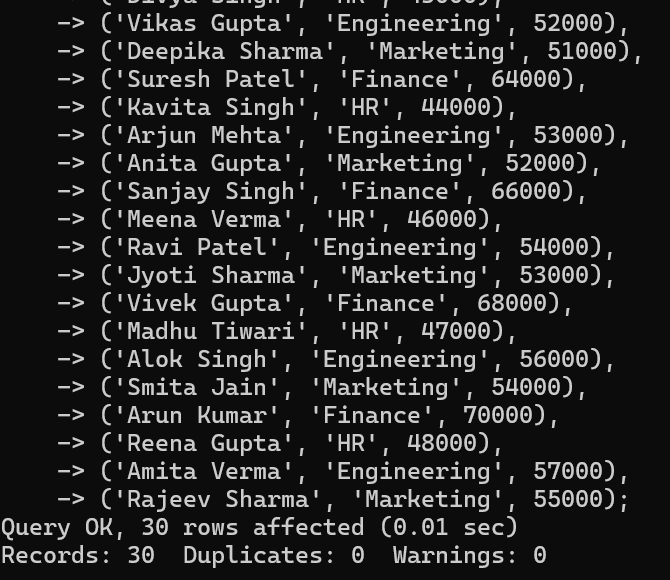 -> ('Divya Singh', 'HR', 43000),
-> ('Vikas Gupta', 'Engineering', 52000),
-> ('Deepika Sharma', 'Marketing', 51000),
-> ('Suresh Patel', 'Finance', 64000),
-> ('Kavita Singh', 'HR', 44000),
-> ('Arjun Mehta', 'Engineering', 53000),
-> ('Anita Gupta', 'Marketing', 52000),
-> ('Sanjay Singh', 'Finance', 66000),
-> ('Meena Verma', 'HR', 46000),
-> ('Ravi Patel', 'Engineering', 54000),
-> ('Jyoti Sharma', 'Marketing', 53000),
-> ('Vivek Gupta', 'Finance', 68000),
-> ('Madhu Tiwari', 'HR', 47000),
-> ('Alok Singh', 'Engineering', 56000),
-> ('Smita Jain', 'Marketing', 54000),
-> ('Arun Kumar', 'Finance', 70000),
-> ('Reena Gupta', 'HR', 48000),
-> ('Amita Verma', 'Engineering', 57000),
-> ('Rajeev Sharma', 'Marketing', 55000);
Query OK, 30 rows affected (0.01 sec)
Records: 30  Duplicates: 0  Warnings: 0